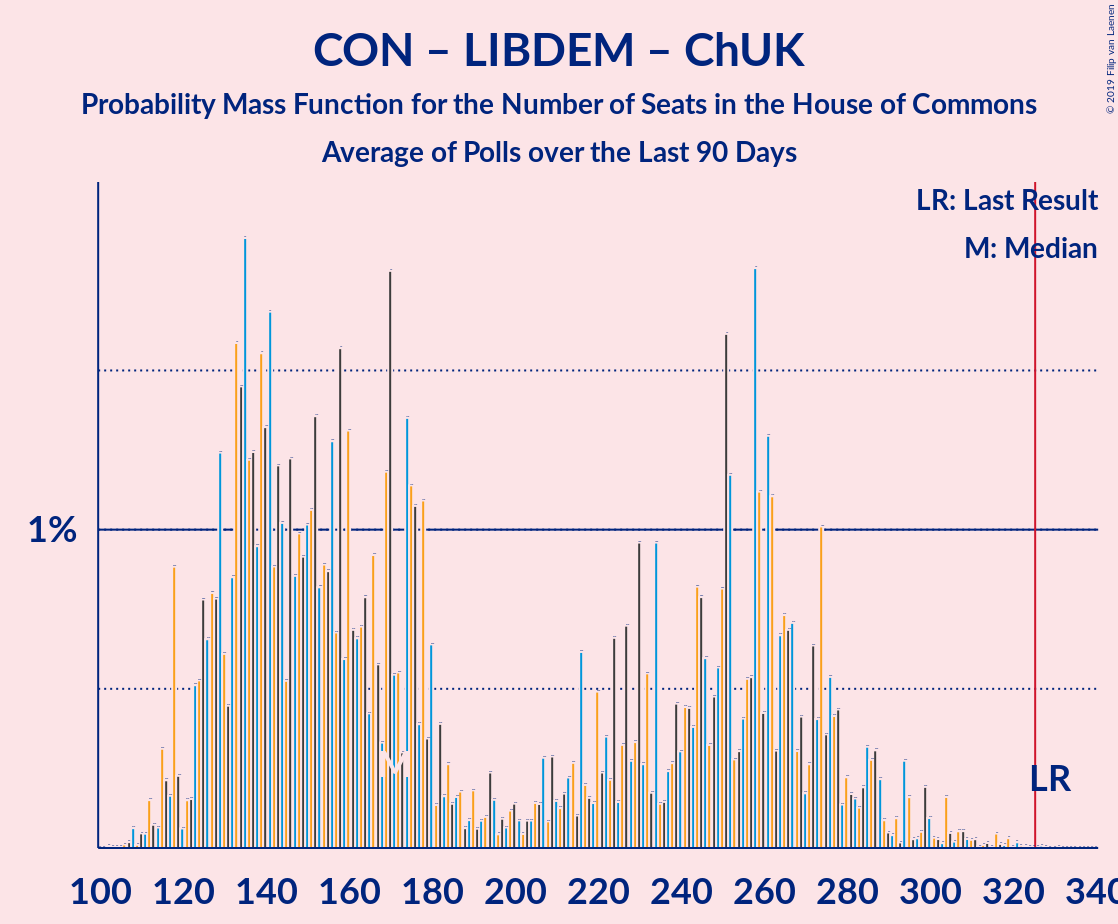 CON – LIBDEM – ChUK
Probability Mass Function for the Number of Seats in the House of Commons
Average of Polls over the Last 90 Days
© 2019 Filip van Laenen
LR: Last Result
M: Median
1%
M
LR
100 120 140 160 180 200 220 240 260 280 300 320 340